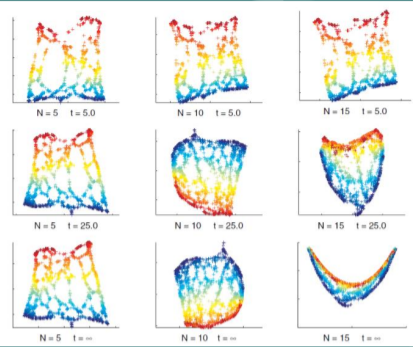 N = 5 t = 5.0
N = 10 t = 5.0
N = 15 t = 5.0
N = 5 t = 25.0
N = 10 t = 25.0
N = 15 t = 25.0
N = 5 t = ∞
N = 10 t = ∞
N = 15 t = ∞